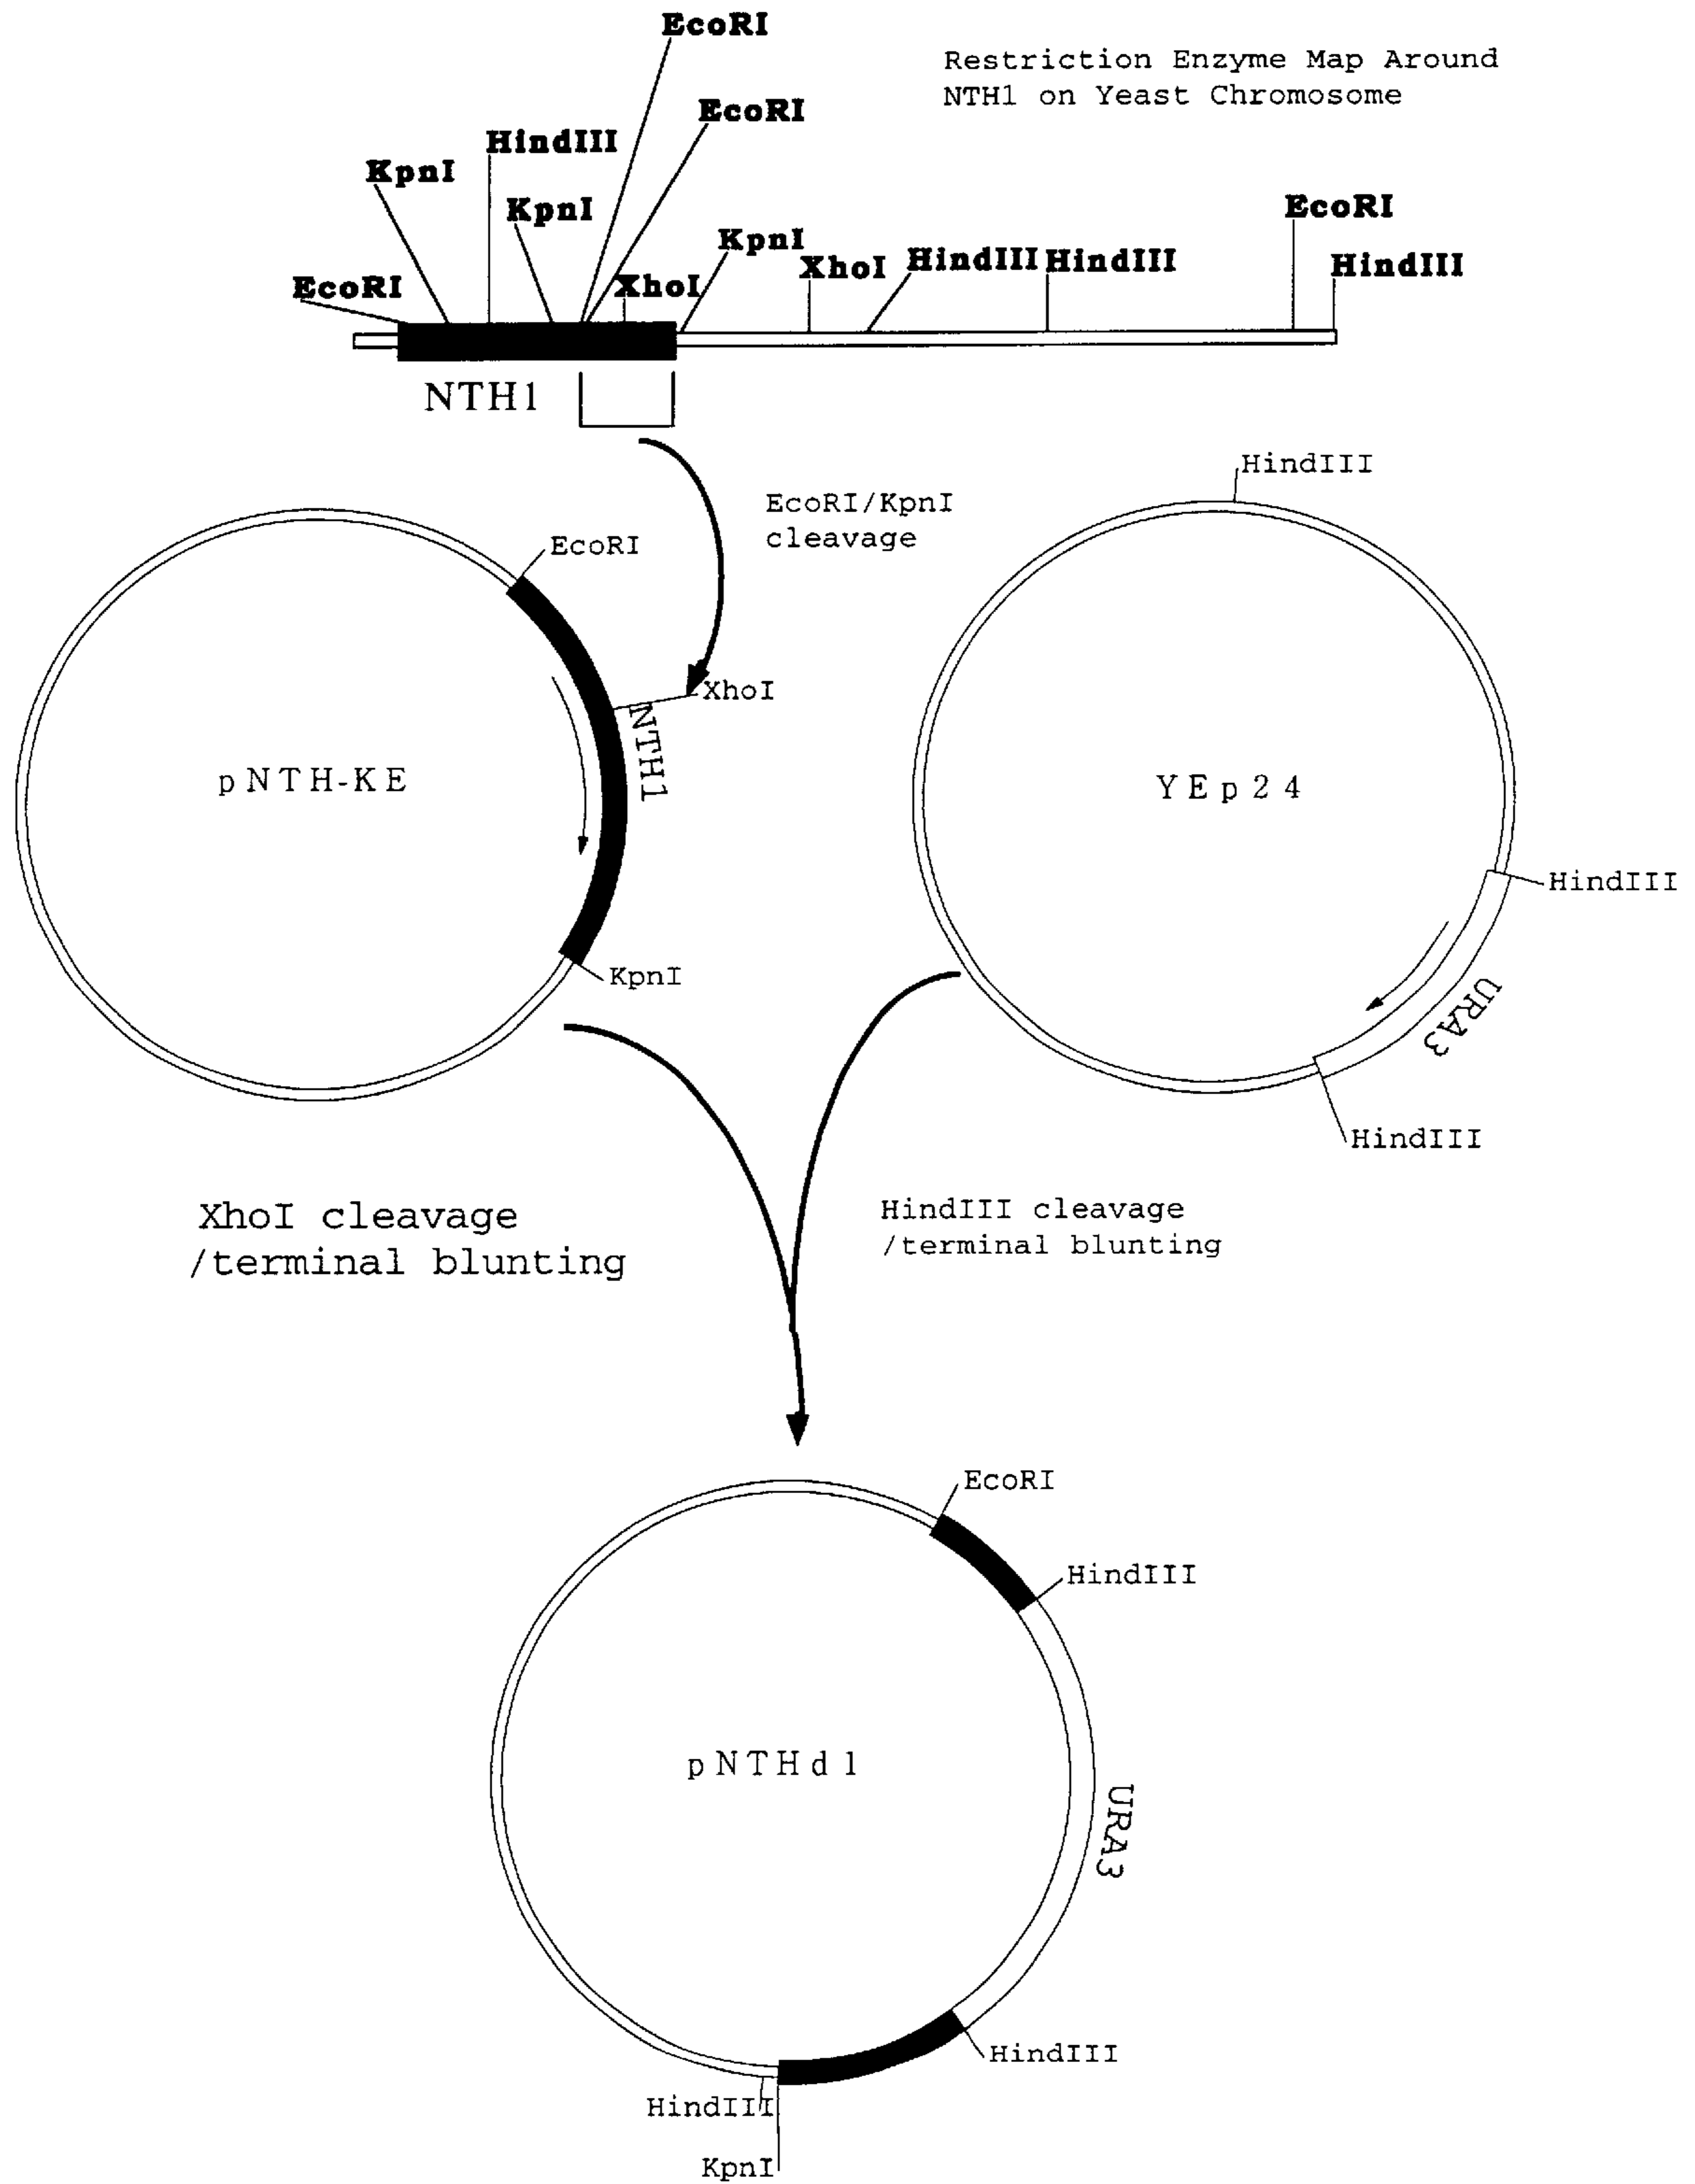 EcoRI
Restriction Enzyme Map Around
NTH1 on Yeast Chromosome
EcoRI
HindIII
KpnI
KpnI
EcoRI
KpnI
XhoI
HindIII
HindIII
HindIII
EcoRI
XhoI
NTH1
HindIII
EcoRI/KpnI
cleavage
EcoRI
XhoI
NTH1
pNTH-KE
YEp24
HindIII
KpnI
URA3
HindIII
XhoI cleavage
/terminal blunting
HindIII cleavage
/terminal blunting
EcoRI
HindIII
pNTHd1
URA3
HindIII
HindIII
KpnI